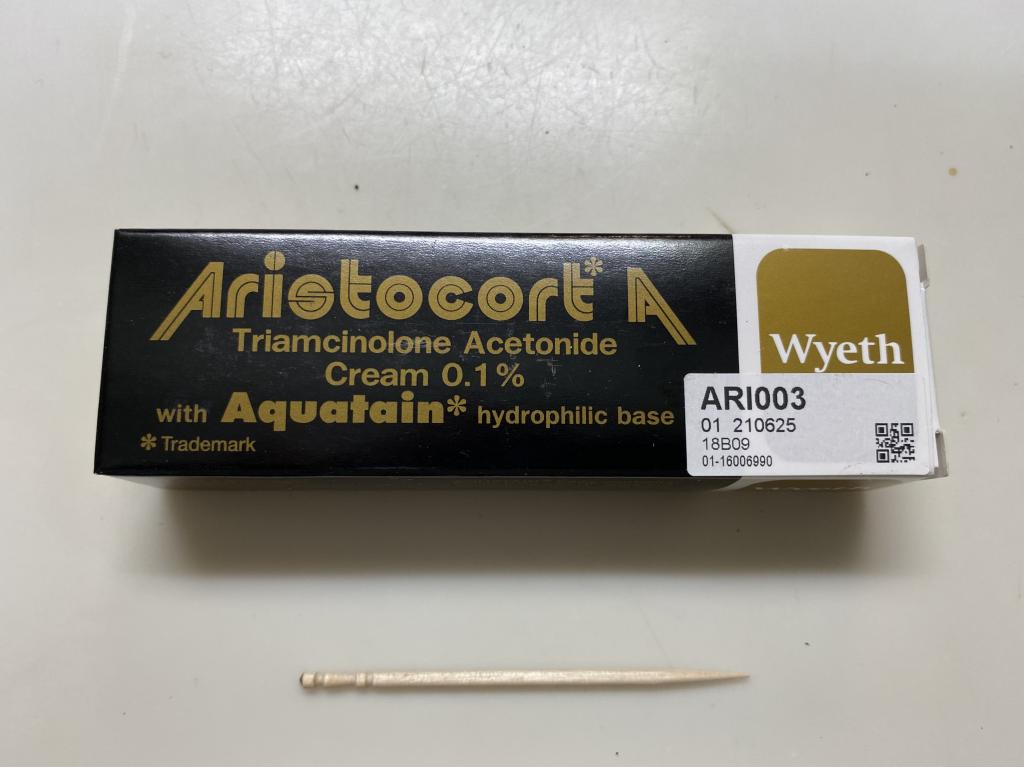 Aristocort* A
Triamcinolone Acetonide
Cream 0.1%
with Aquatain* hydrophilic base
* Trademark
Wyeth
ARI003
01 210625
18B09
01-16006990